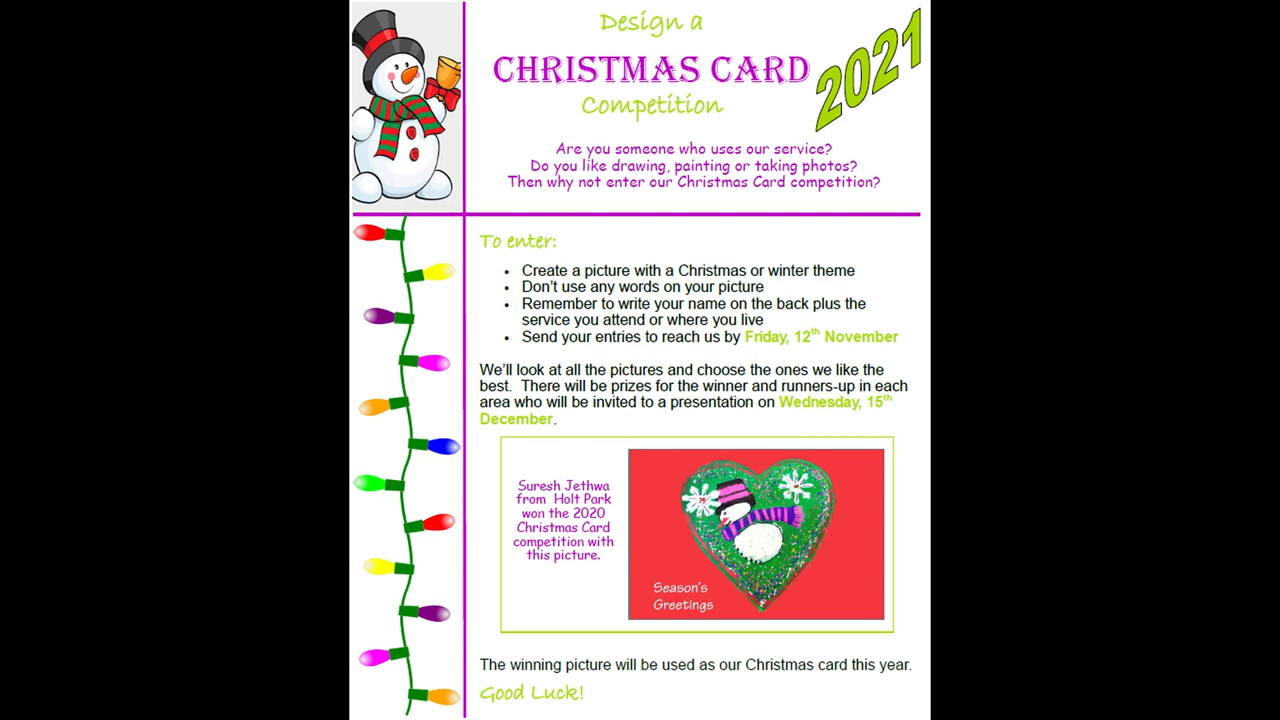 Design a
CHRISTMAS CARD
2021
Competition
Are you someone who uses our service?
Do you like drawing, painting or taking photos?
Then why not enter our Christmas Card competition?
To enter:
• Create a picture with a Christmas or winter theme
• Don't use any words on your picture
• Remember to write your name on the back plus the
service you attend or where you live
• Send your entries to reach us by Friday, 12th November
We'll look at all the pictures and choose the ones we like the
best. There will be prizes for the winner and runners-up in each
area who will be invited to a presentation on Wednesday, 15th
December.
Suresh Jethwa
from Holt Park
won the 2020
Christmas Card
competition with
this picture.
Season's
Greetings
The winning picture will be used as our Christmas card this year.
Good Luck!